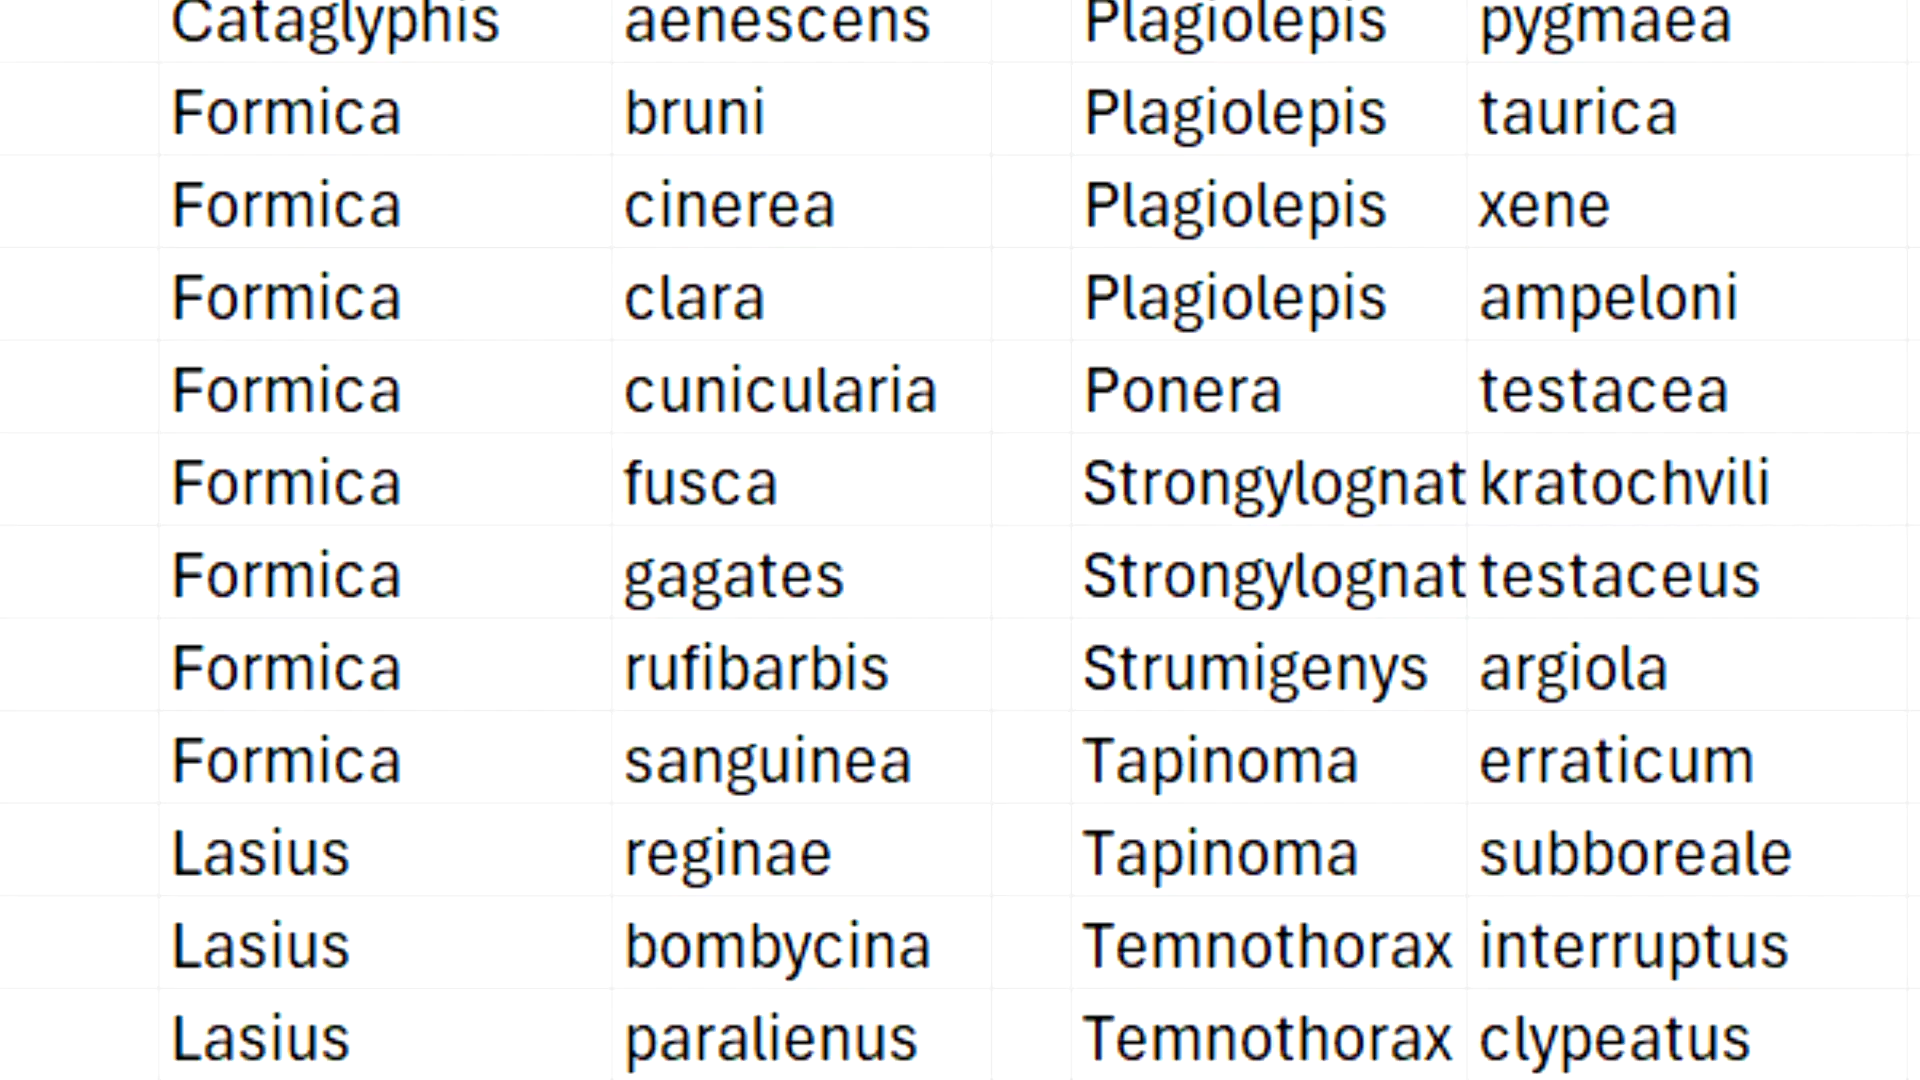 Cataglyphis aenescens Plagiolepis pygmaea
Formica bruni Plagiolepis taurica
Formica cinerea Plagiolepis xene
Formica clara Plagiolepis ampeloni
Formica cunicularia Ponera testacea
Formica fusca Strongylognat kratochvili
Formica gagates Strongylognat testaceus
Formica rufibarbis Strumigenys argiola
Formica sanguinea Tapinoma erraticum
Lasius reginae Tapinoma subboreale
Lasius bombycina Temnothorax interruptus
Lasius paralienus Temnothorax clypeatus